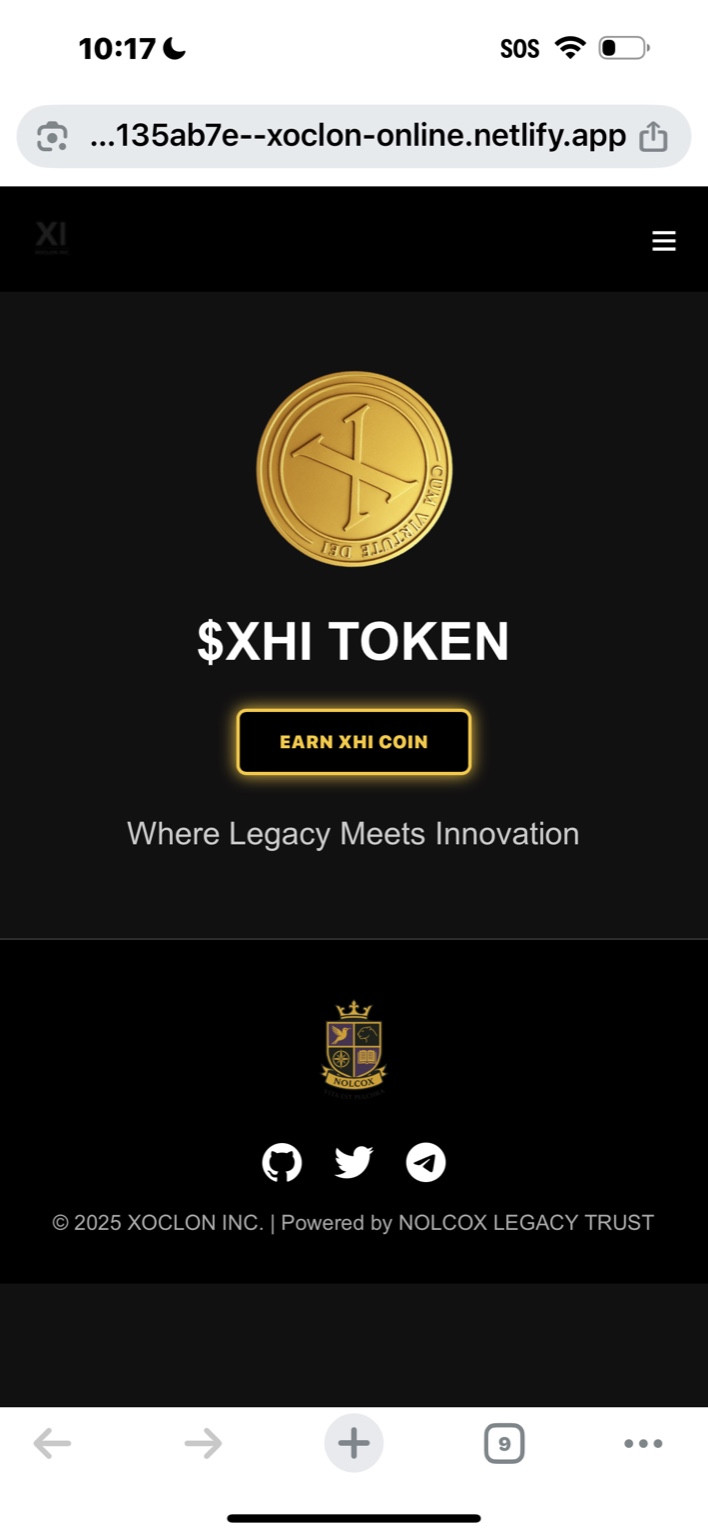 10:17
SOS
...135ab7e--xoclon-online.netlify.app
XI
CUM VIRTUTE DEI
$XHI TOKEN
EARN XHI COIN
Where Legacy Meets Innovation
NOLCOX
© 2025 XOCLON INC. | Powered by NOLCOX LEGACY TRUST
9